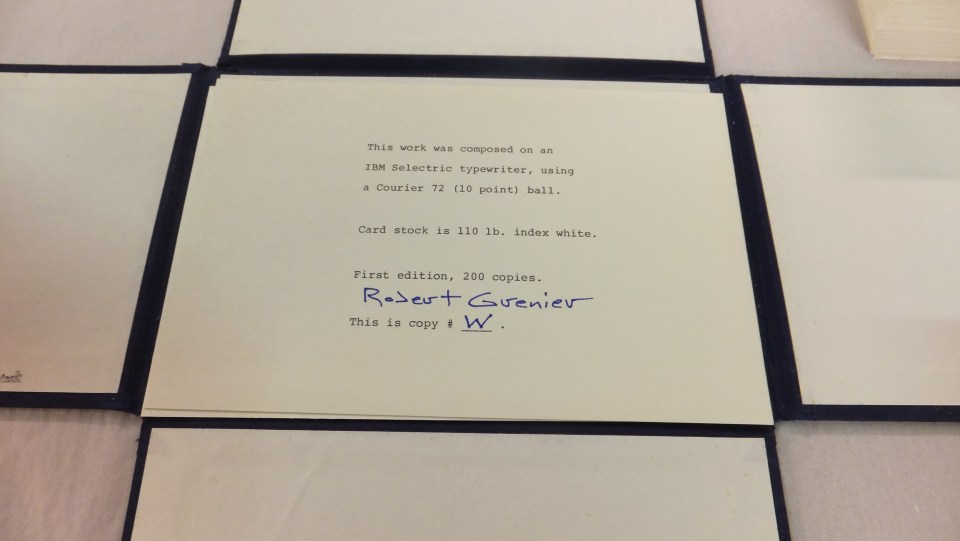 This work was composed on an
IBM Selectric typewriter, using
a Courier 72 (10 point) ball.
Card stock is 110 lb. index white.
First edition, 200 copies.
Robert Grenier
This is copy # W .